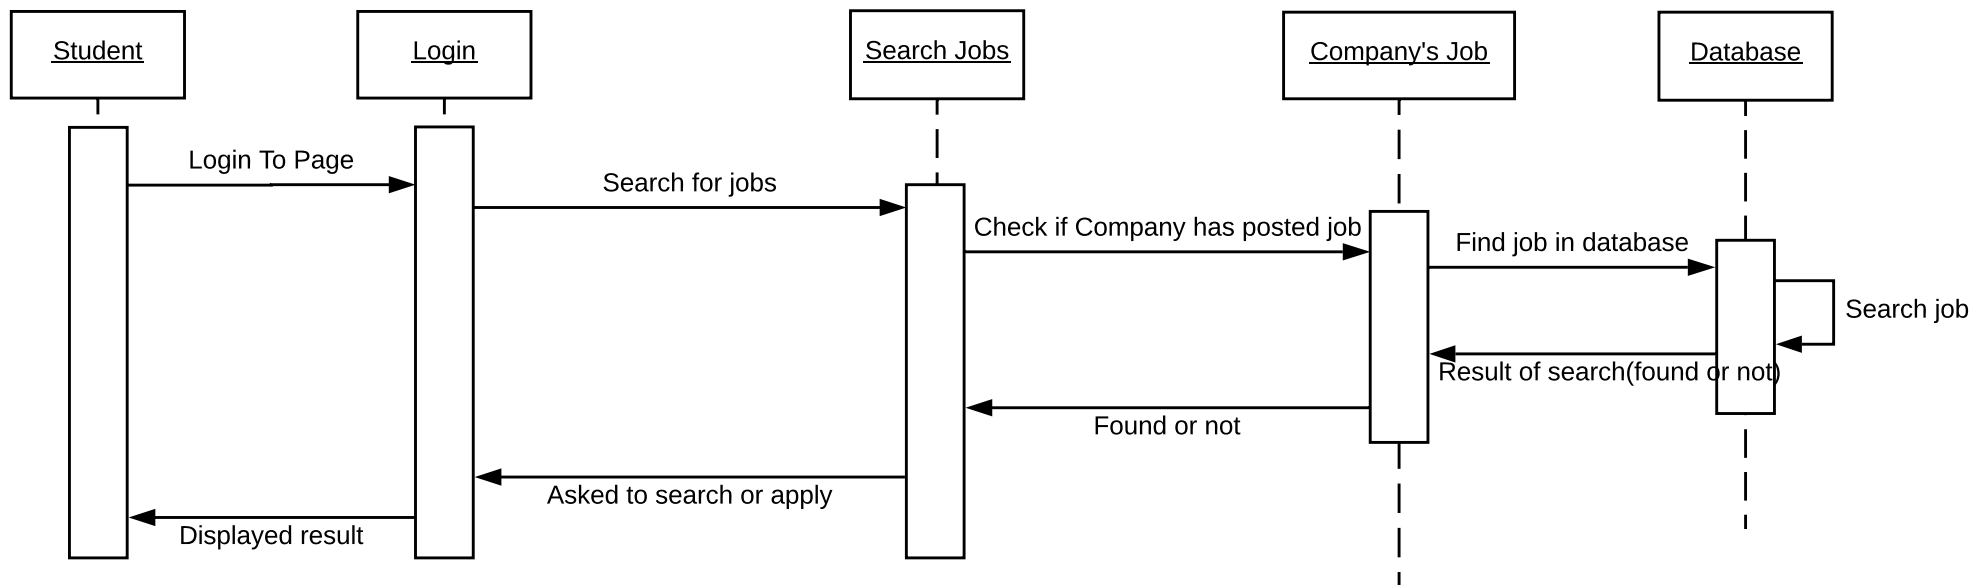 Student
Login
Search Jobs
Company's Job
Database
Login To Page
Search for jobs
Check if Company has posted job
Find job in database
Search job
Result of search(found or not)
Found or not
Asked to search or apply
Displayed result